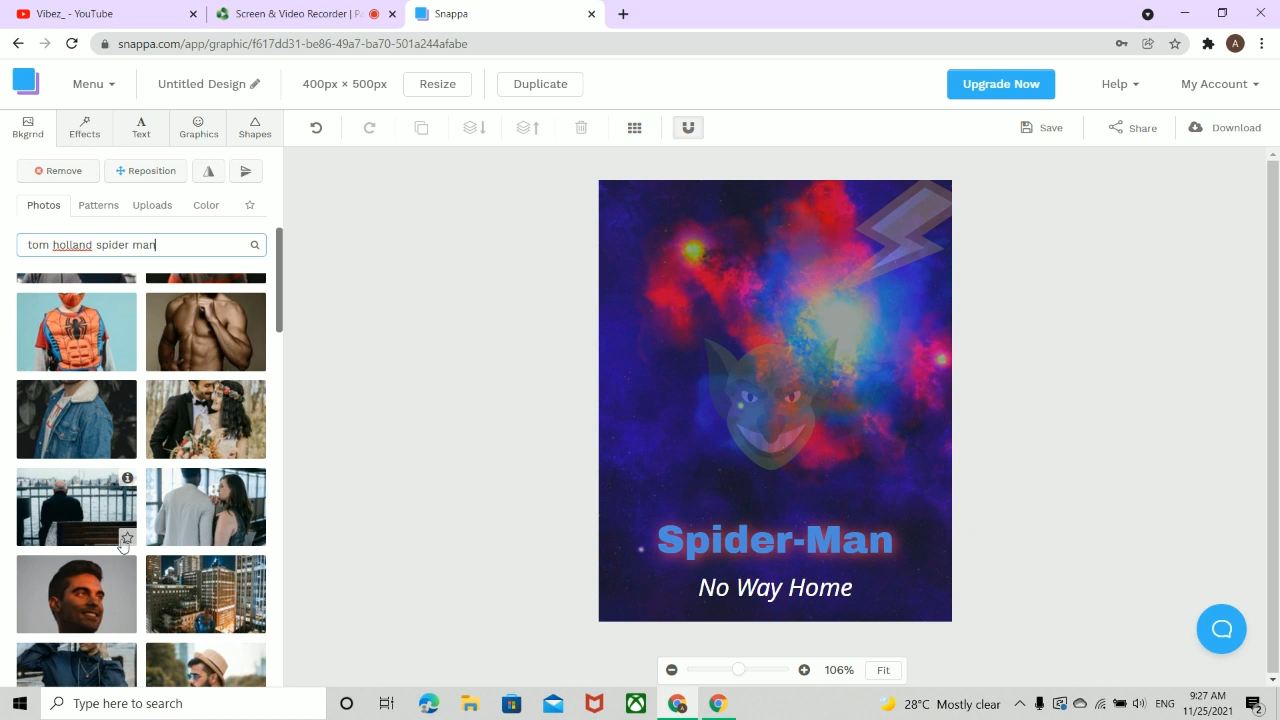 Vibez_ - YouTube
Screen & Video Recorder | P
Snappa
snappa.com/app/graphic/f617dd31-be86-49a7-ba70-501a244afabe
A
Menu
Untitled Design
400px × 500px
Resize
Duplicate
Upgrade Now
Help
My Account
Bkgrnd
Effects
Text
Graphics
Shapes
Save
Share
Download
Remove
Reposition
Photos
Patterns
Uploads
Color
tom holland spider man
Spider-Man
No Way Home
106%
Fit
Type here to search
28°C Mostly clear
ENG
9:27 AM
11/25/2021
2